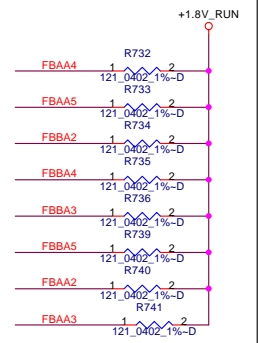 +1.8V_RUN
R732
FBAA4 1 2
121_0402_1%~D
R733
FBAA5 1 2
121_0402_1%~D
R734
FBBA2 1 2
121_0402_1%~D
R735
FBBA4 1 2
121_0402_1%~D
R736
FBBA3 1 2
121_0402_1%~D
R739
FBBA5 1 2
121_0402_1%~D
R740
FBAA2 1 2
121_0402_1%~D
R741
FBAA3 1 2
121_0402_1%~D